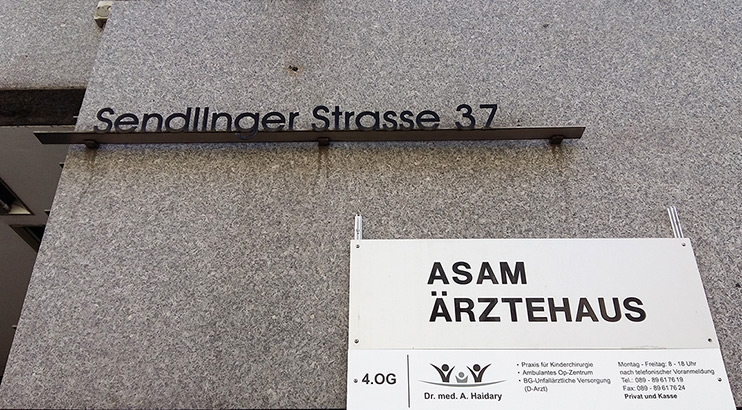 Sendlinger Strasse 37
ASAM
ÄRZTEHAUS
4.OG
Dr. med. A. Haidary
• Praxis für Kinderchirurgie
• Ambulantes Op-Zentrum
• BG-Unfallärztliche Versorgung
(D-Arzt)
Montag - Freitag: 8 - 18 Uhr
nach telefonischer Voranmeldung
Tel.: 089 - 89 61 76 19
Fax: 089 - 89 61 76 24
Privat und Kasse